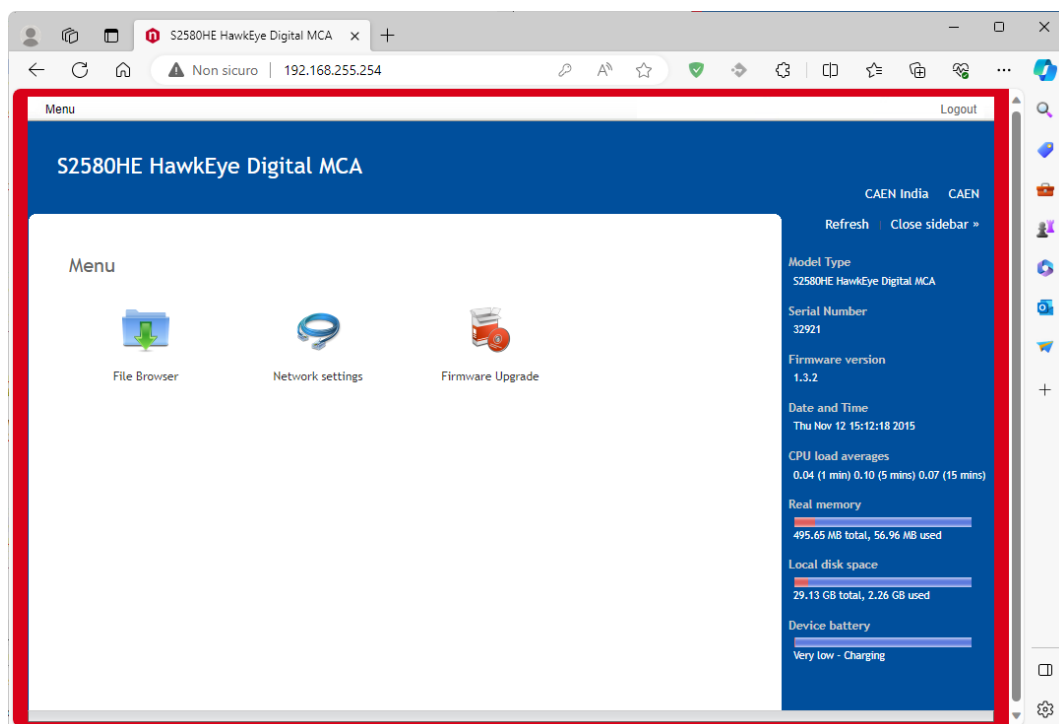 S2580HE HawkEye Digital MCA
Non sicuro
192.168.255.254
Menu
Logout
S2580HE HawkEye Digital MCA
CAEN India CAEN
Refresh | Close sidebar »
Menu
File Browser
Network settings
Firmware Upgrade
Model Type
S2580HE HawkEye Digital MCA
Serial Number
32921
Firmware version
1.3.2
Date and Time
Thu Nov 12 15:12:18 2015
CPU load averages
0.04 (1 min) 0.10 (5 mins) 0.07 (15 mins)
Real memory
495.65 MB total, 56.96 MB used
Local disk space
29.13 GB total, 2.26 GB used
Device battery
Very low - Charging